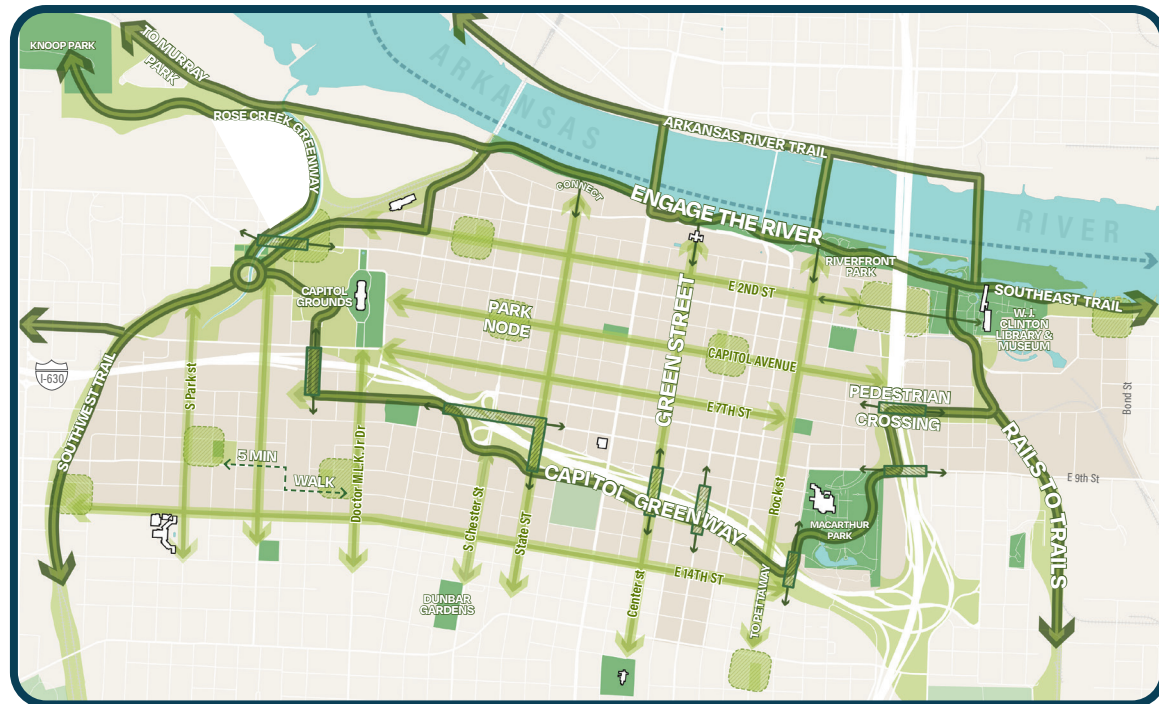 KNOOP PARK
TO MURRAY
PARK
ROSE CREEK GREENWAY
ARKANSAS
ARKANSAS RIVER TRAIL
CONNECT
ENGAGE THE RIVER
RIVER
RIVERFRONT
PARK
CAPITOL
GROUNDS
E 2ND ST
SOUTHEAST TRAIL
W. J.
CLINTON
LIBRARY &
MUSEUM
PARK
NODE
GREEN STREET
CAPITOL AVENUE
I-630
SOUTHWEST TRAIL
S Park st
E 7TH ST
PEDESTRIAN
CROSSING
Bond St
5 MIN
WALK
Doctor M.L.K. Jr Dr
S Chester St
State ST
CAPITOL GREENWAY
Rock st
RAILS TO TRAILS
E 9th St
MACARTHUR
PARK
E 14TH ST
DUNBAR
GARDENS
Center st
TO PETTAWAY